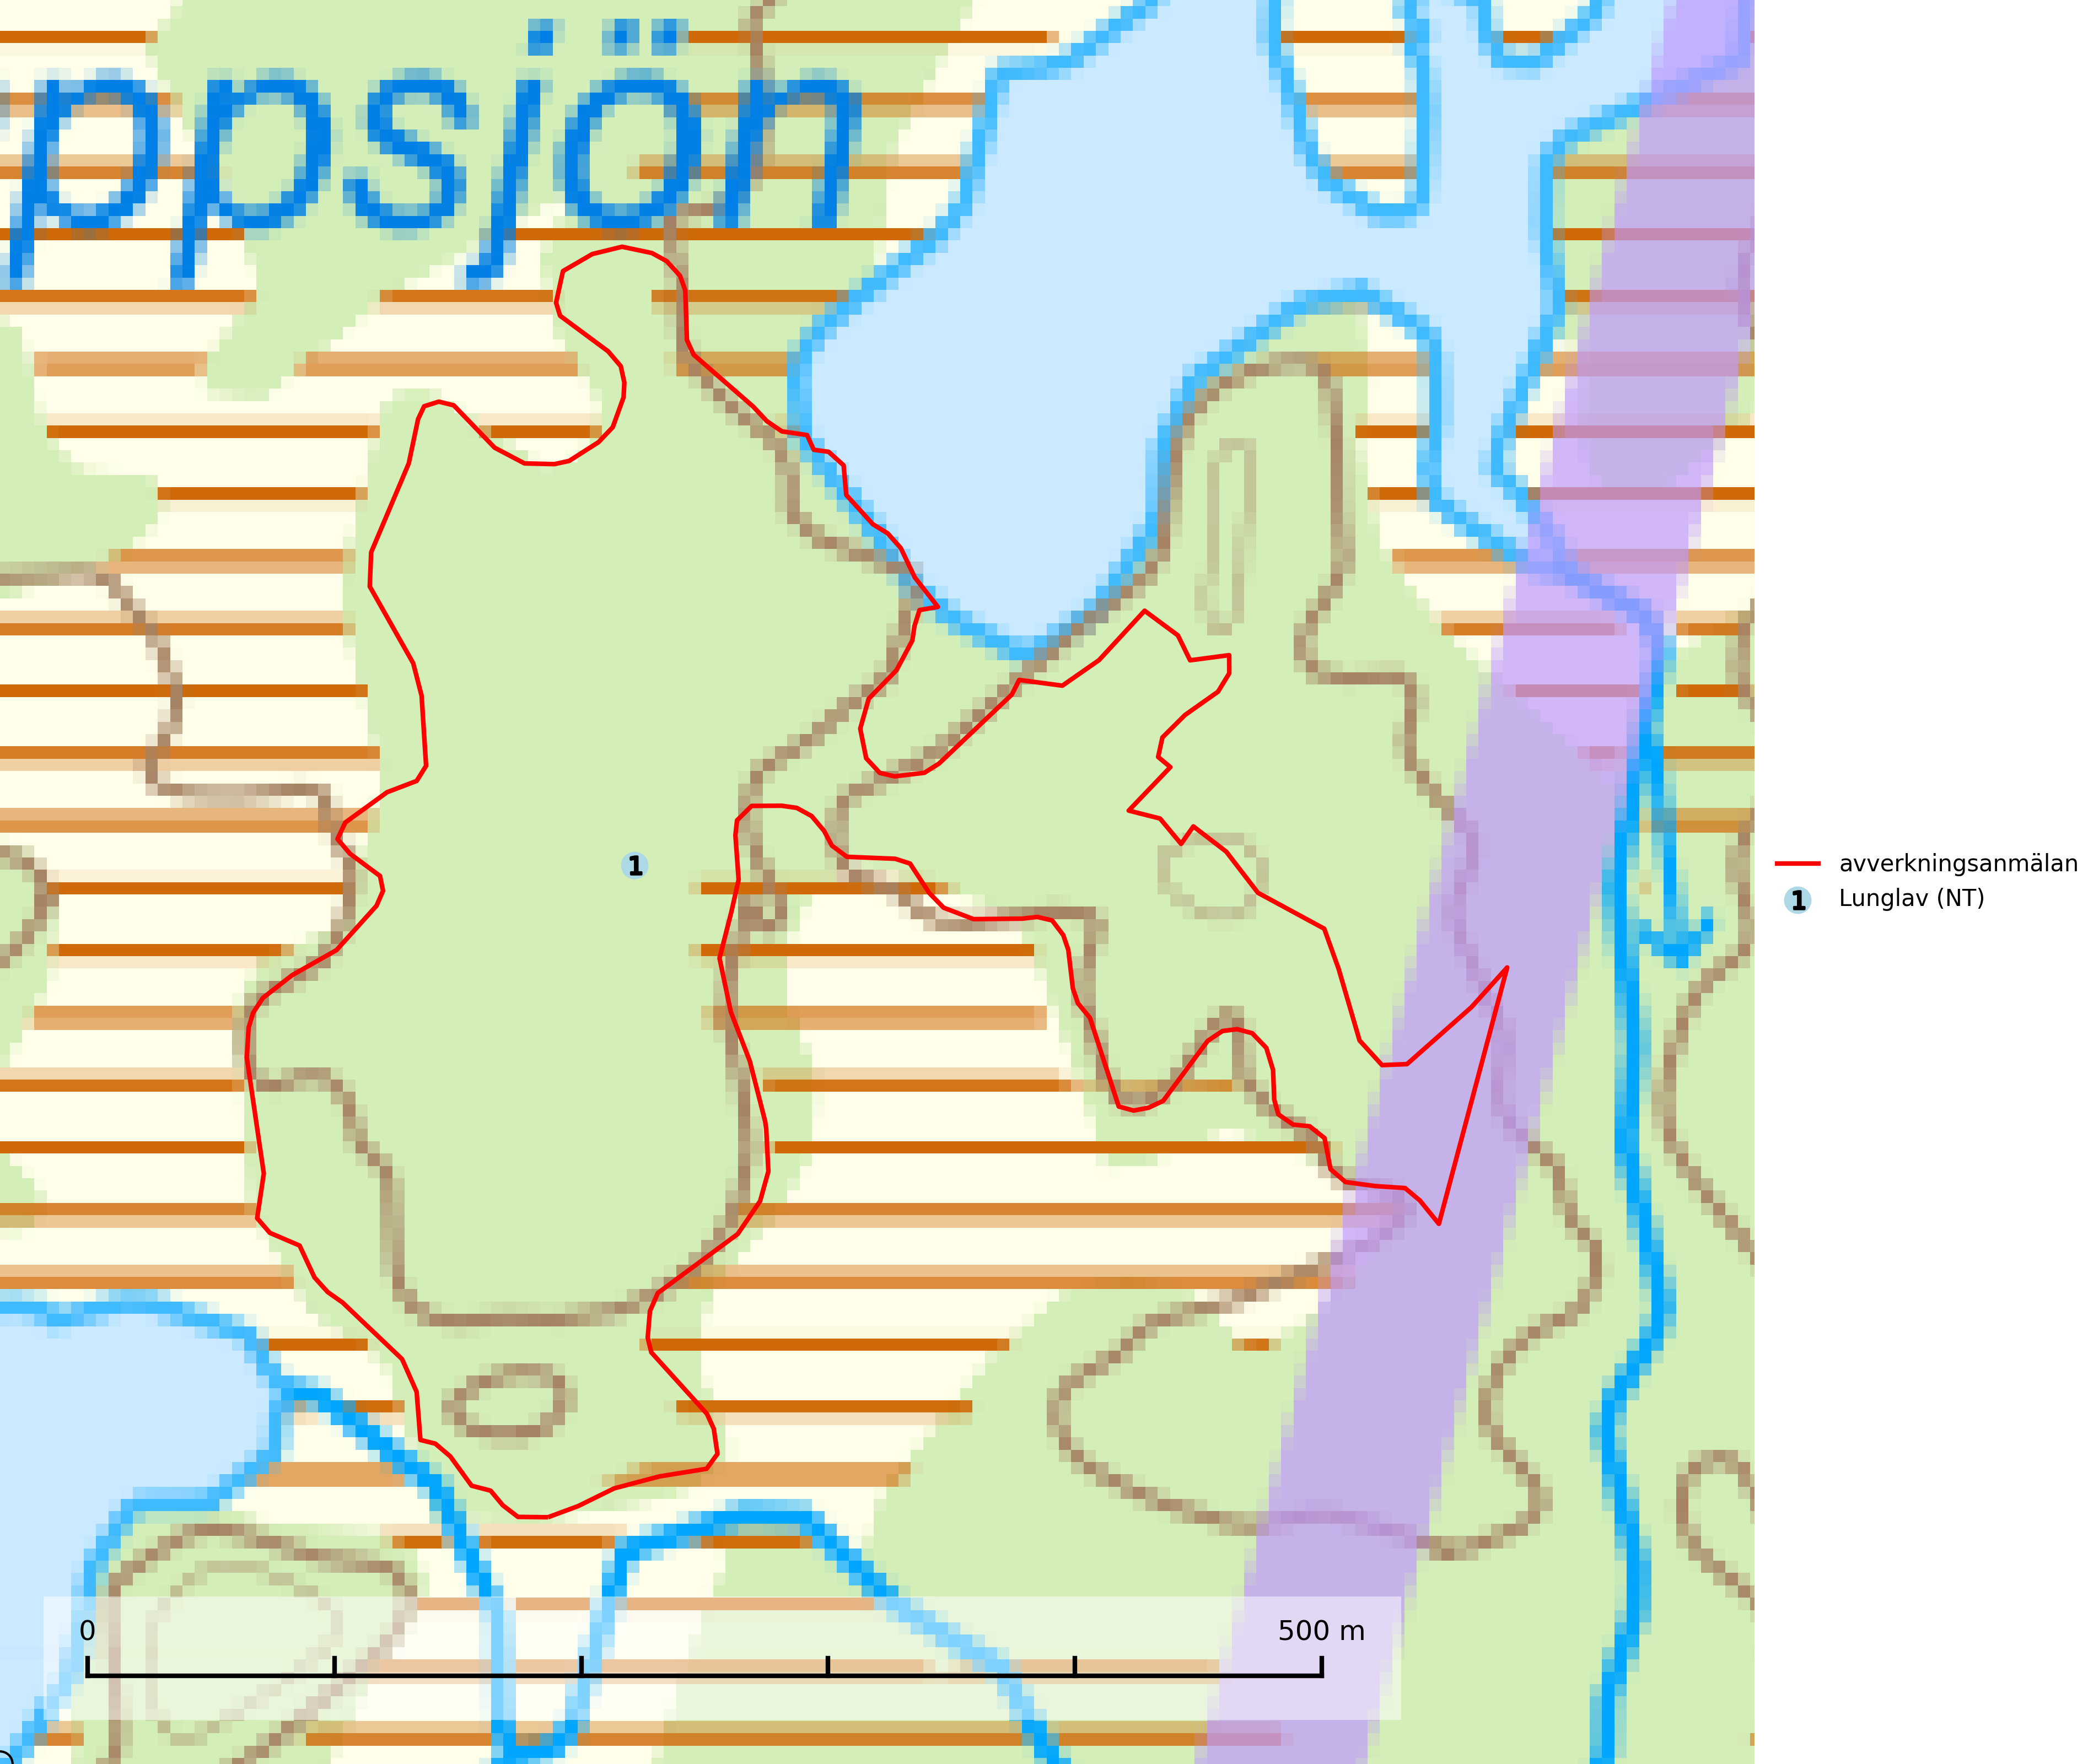 ppsjön
1
avverkningsanmälan
1 Lunglav (NT)
0 500 m